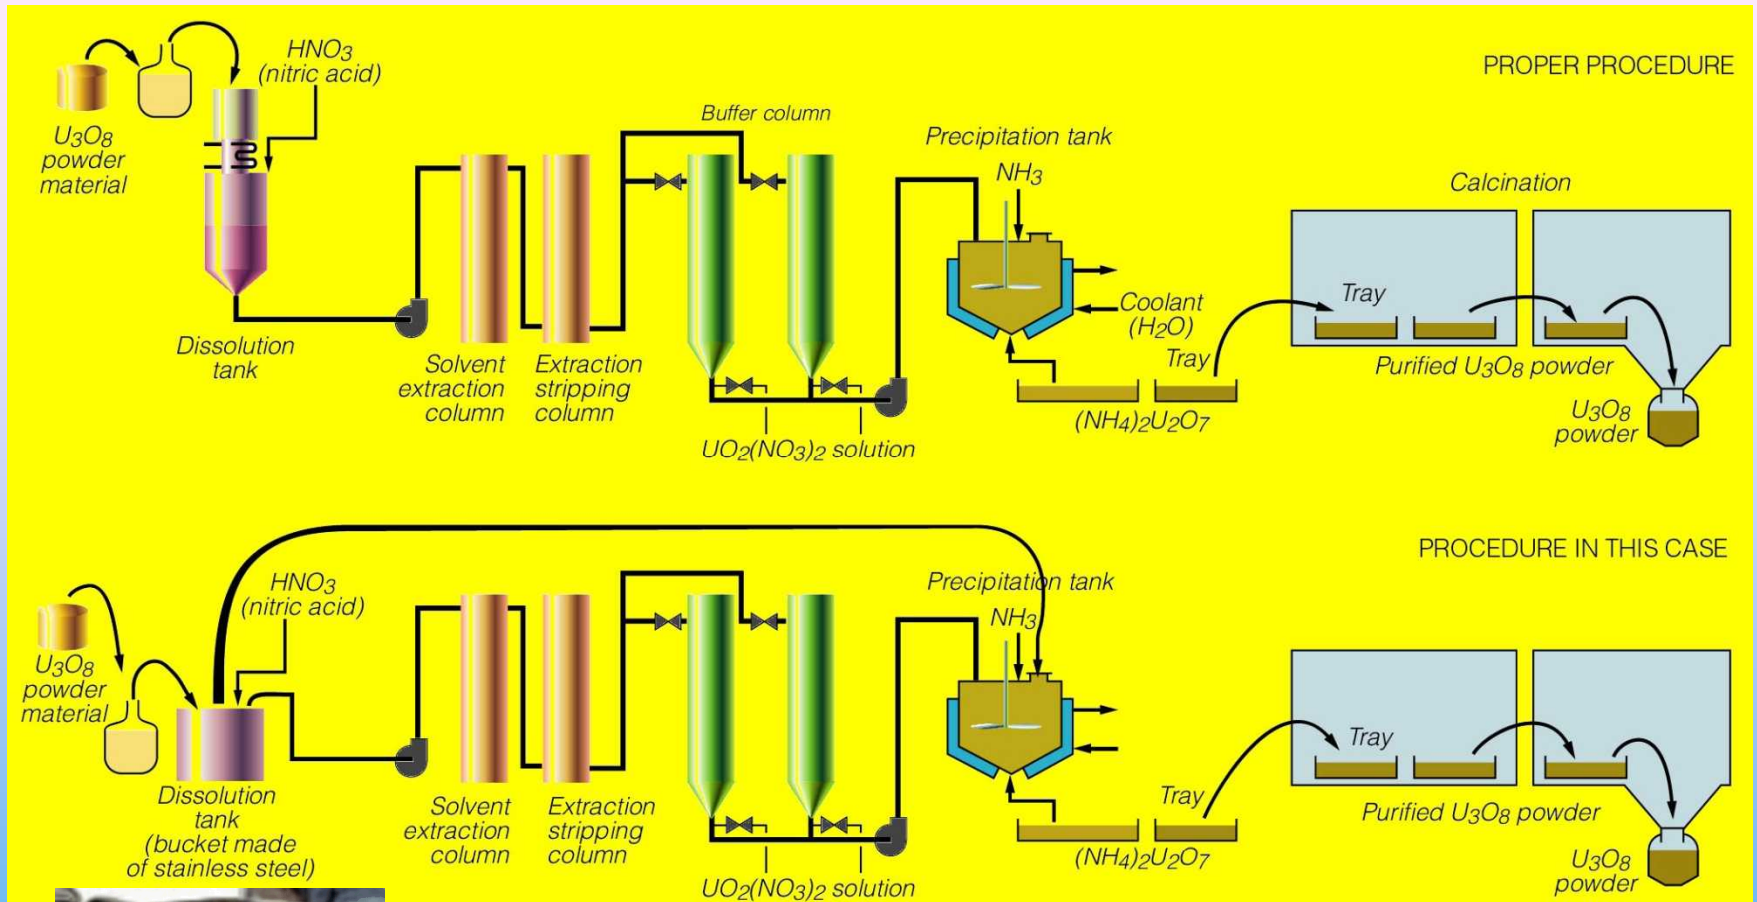 PROPER PROCEDURE
HNO3
(nitric acid)
U3O8
powder
material
Dissolution
tank
Solvent
extraction
column
Extraction
stripping
column
Buffer column
UO2(NO3)2 solution
Precipitation tank
NH3
Coolant
(H2O)
Tray
(NH4)2U2O7
Calcination
Tray
Purified U3O8 powder
U3O8
powder
PROCEDURE IN THIS CASE
HNO3
(nitric acid)
U3O8
powder
material
Dissolution
tank
(bucket made
of stainless steel)
Solvent
extraction
column
Extraction
stripping
column
UO2(NO3)2 solution
Precipitation tank
NH3
Tray
(NH4)2U2O7
Tray
Purified U3O8 powder
U3O8
powder